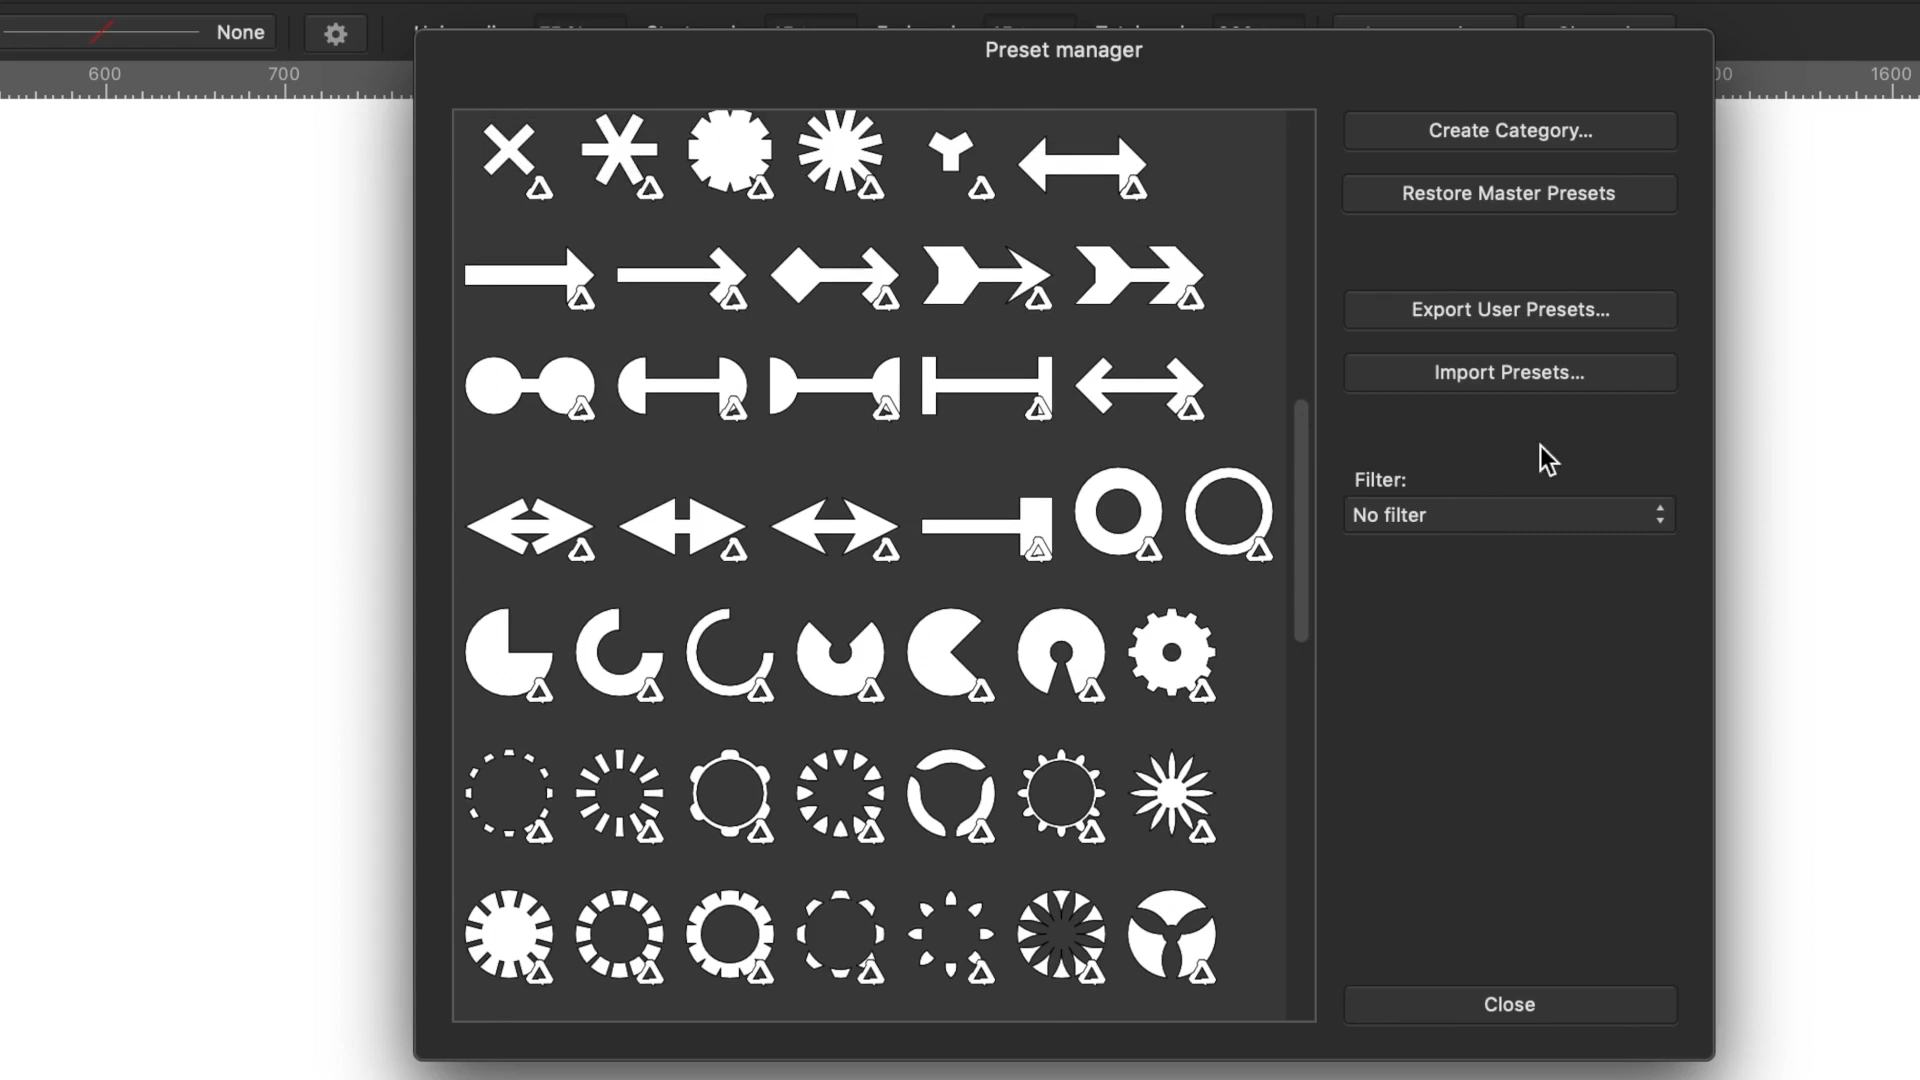 None
600
700
1600
Preset manager
Create Category...
Restore Master Presets
Export User Presets...
Import Presets...
Filter:
No filter
Close